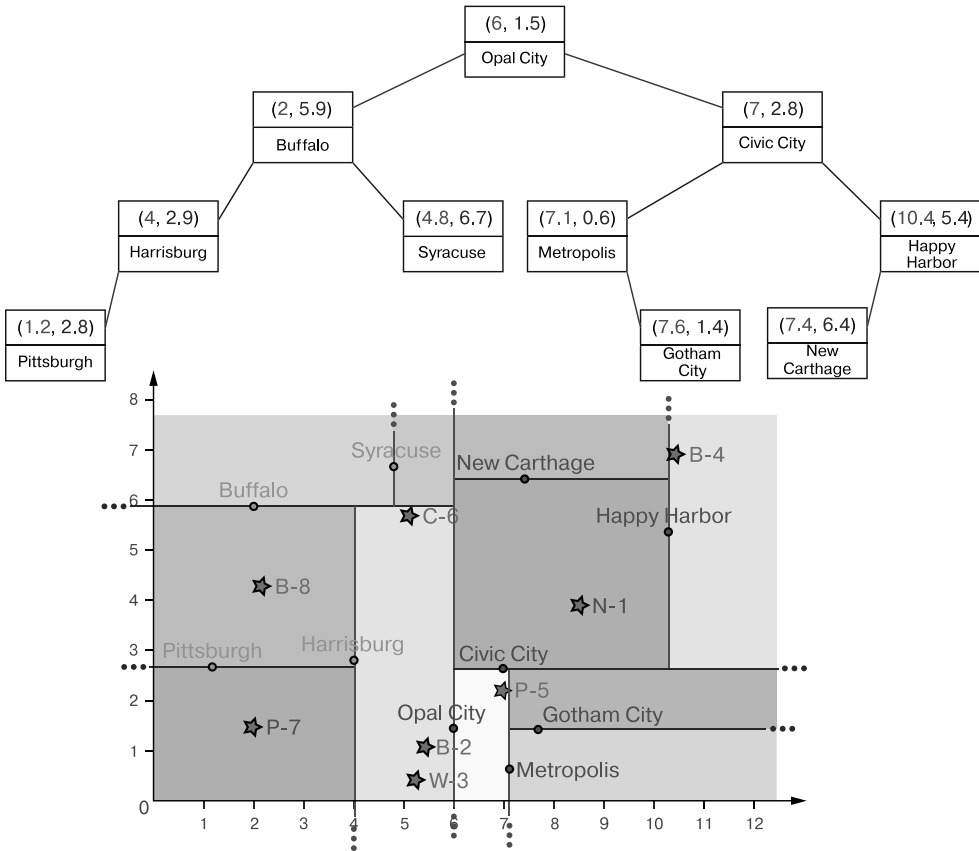 (6, 1.5)
Opal City
(2, 5.9)
Buffalo
(7, 2.8)
Civic City
(4, 2.9)
Harrisburg
(4.8, 6.7)
Syracuse
(7.1, 0.6)
Metropolis
(10.4, 5.4)
Happy
Harbor
(1.2, 2.8)
Pittsburgh
(7.6, 1.4)
Gotham
City
(7.4, 6.4)
New
Carthage
8
7
6
5
4
3
2
1
0
Syracuse
New Carthage
B-4
Buffalo
C-6
Happy Harbor
B-8
N-1
Pittsburgh
Harrisburg
Civic City
P-5
Opal City
Gotham City
P-7
B-2
W-3
Metropolis
1 2 3 4 5 6 7 8 9 10 11 12